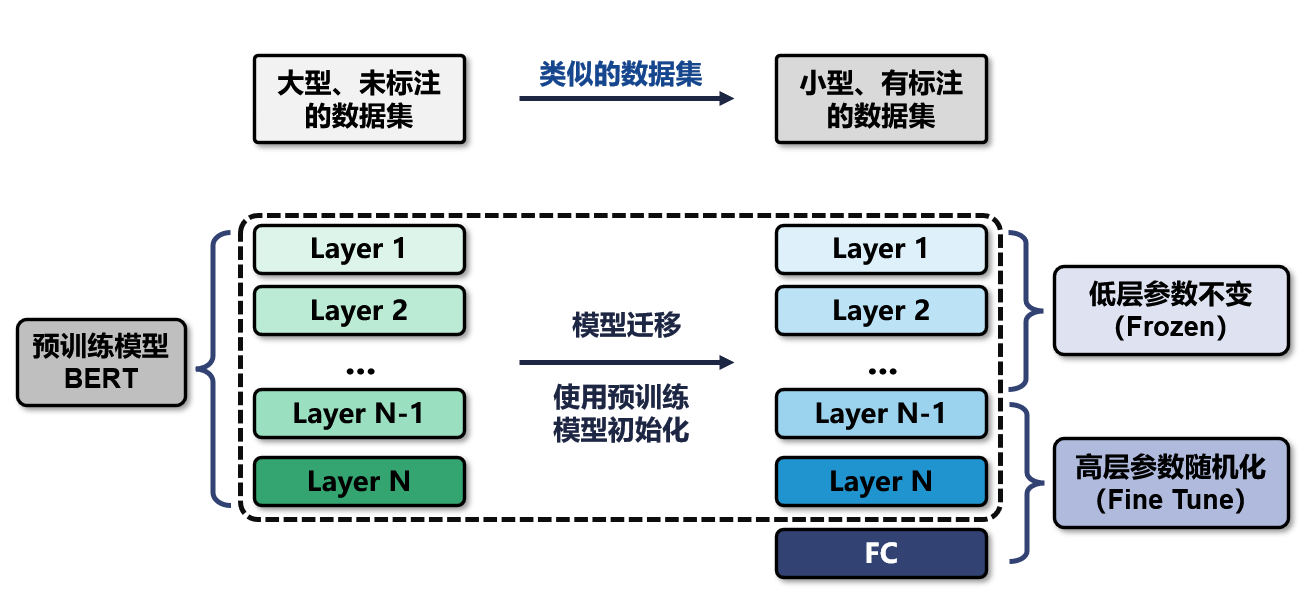 大型、未标注
的数据集
类似的数据集
小型、有标注
的数据集
预训练模型
BERT
Layer 1
Layer 2
...
Layer N-1
Layer N
模型迁移
使用预训练
模型初始化
Layer 1
Layer 2
...
Layer N-1
Layer N
FC
低层参数不变
（Frozen）
高层参数随机化
（Fine Tune）